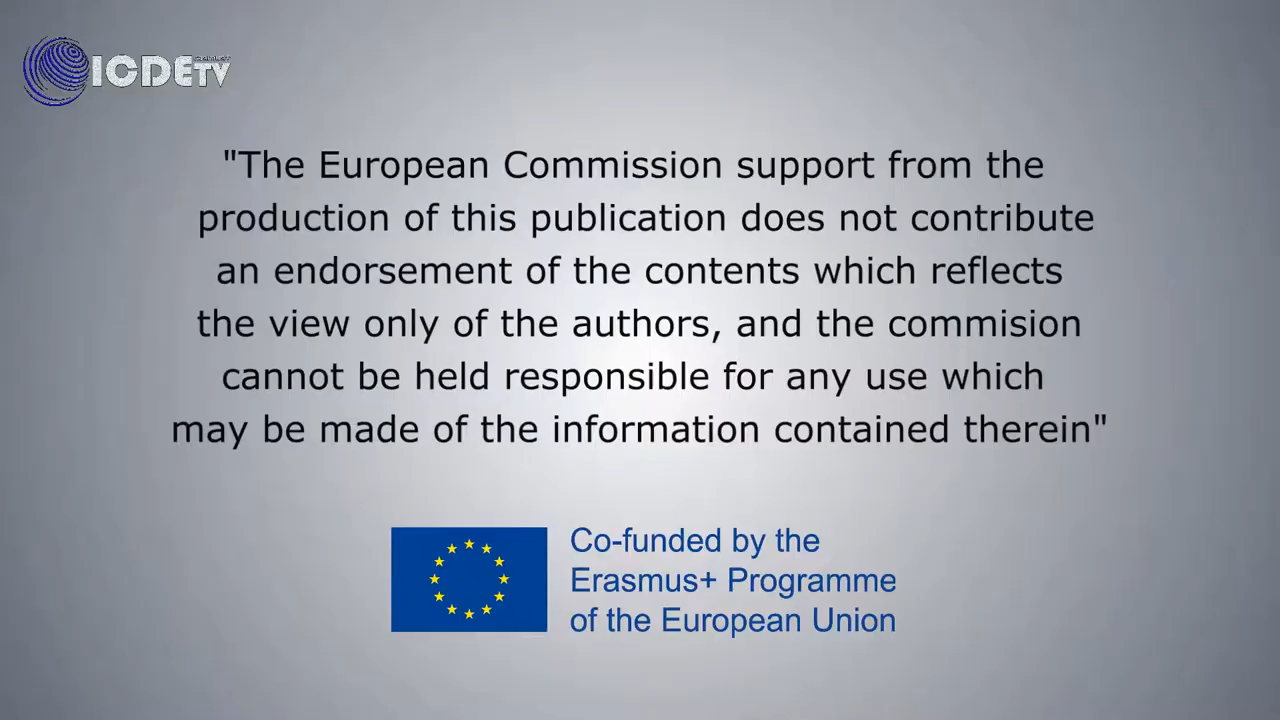 ICDETV
"The European Commission support from the
production of this publication does not contribute
an endorsement of the contents which reflects
the view only of the authors, and the commision
cannot be held responsible for any use which
may be made of the information contained therein"
Co-funded by the
Erasmus+ Programme
of the European Union